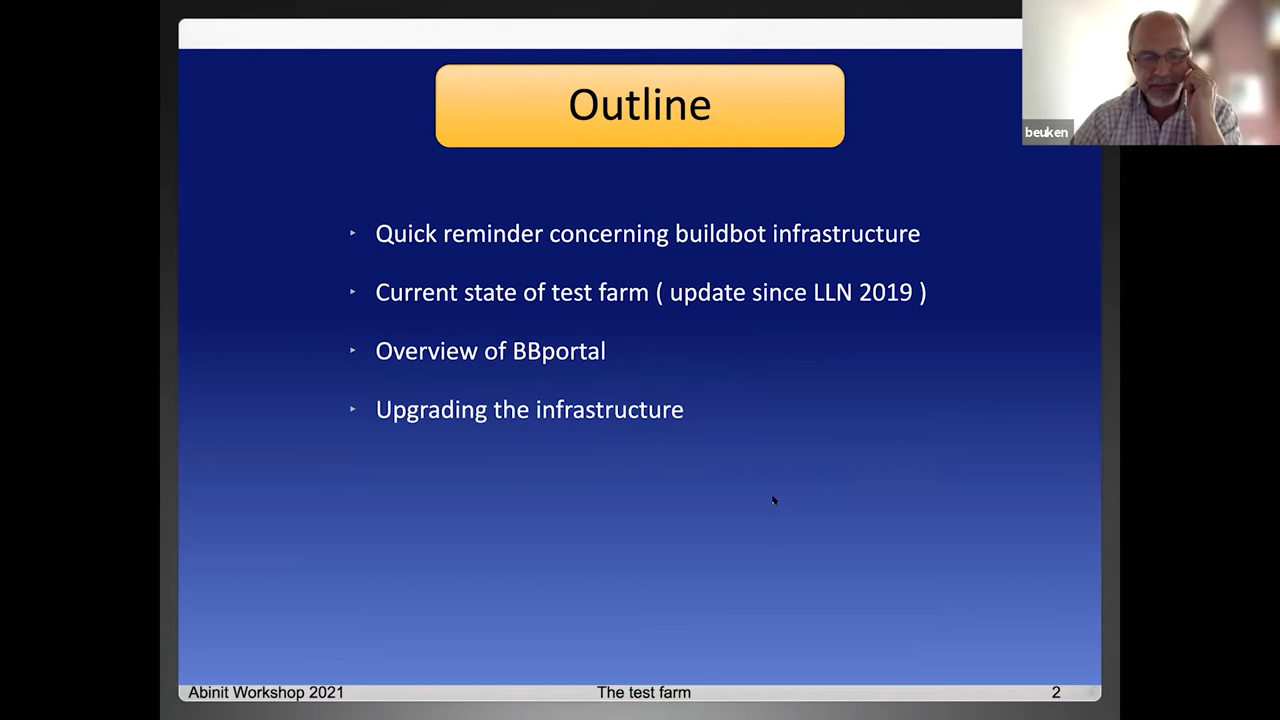 Outline
beuken
Quick reminder concerning buildbot infrastructure
Current state of test farm ( update since LLN 2019 )
Overview of BBportal
Upgrading the infrastructure
Abinit Workshop 2021
The test farm
2